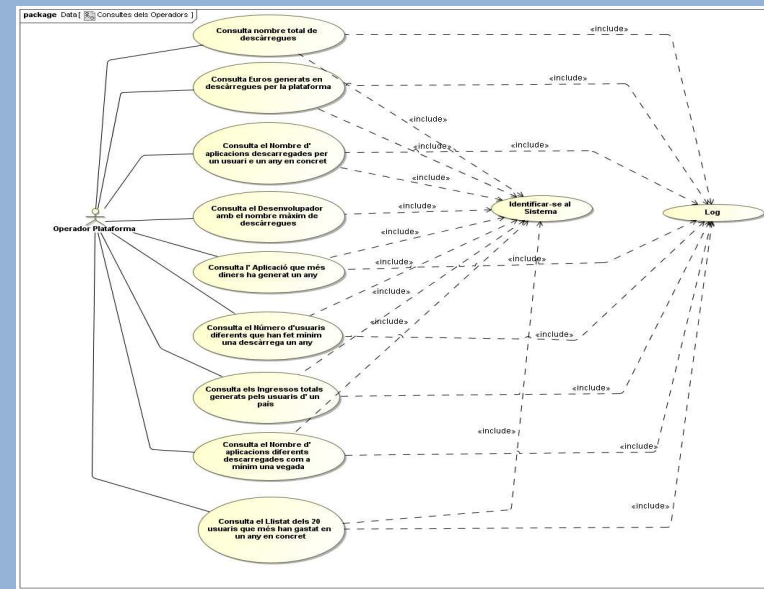 package Data[ Consultes dels Operadors ]
Consulta nombre total de
descàrregues
«include»
Consulta Euros generats en
descàrregues per la plataforma
«include»
«include»
Consulta el Nombre d'
aplicacions descarregades per
un usuari e un any en concret
«include»
«include»
«include»
Consulta el Desenvolupador
amb el nombre màxim de
descàrregues
«include»
Identificar-se al
Sistema
Log
Operador Plataforma
Consulta l' Aplicació que més
diners ha generat un any
«include»
«include»
«include»
Consulta el Número d'usuaris
diferents que han fet mínim
una descàrrega un any
«include»
«include»
Consulta els Ingressos totals
generats pels usuaris d' un
país
«include»
Consulta el Nombre d'
aplicacions diferents
descarregades com a
mínim una vegada
«include»
«include»
Consulta el Llistat dels 20
usuaris que més han gastat en
un any en concret
«include»